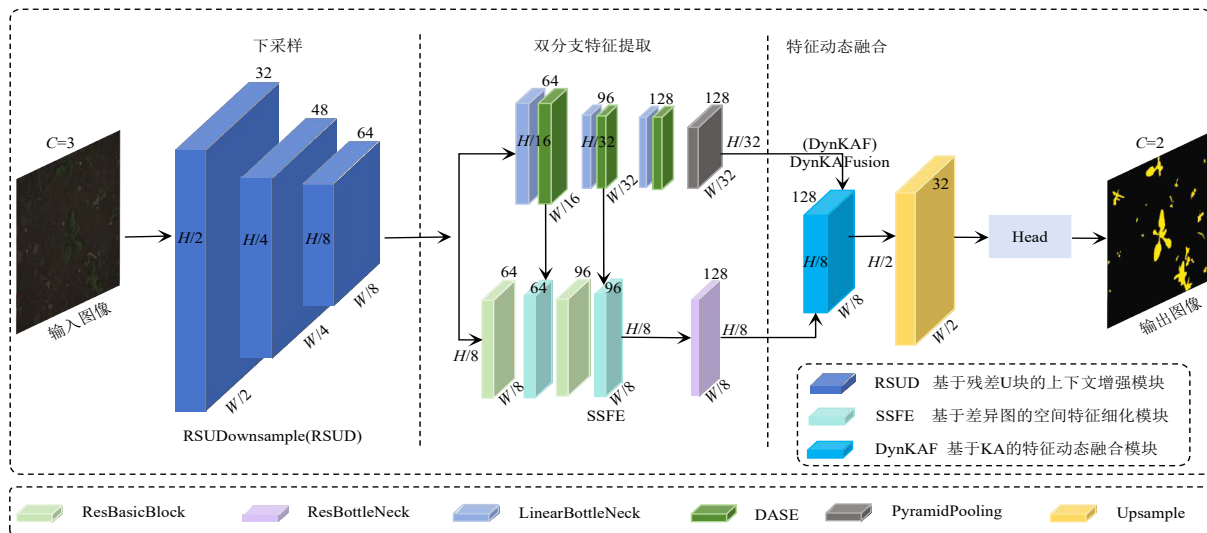 下采样
双分支特征提取
特征动态融合
C=3
输入图像
32
H/2
W/2
48
H/4
W/4
64
H/8
W/8
RSUDownsample(RSUD)
64
H/16
W/16
96
H/32
W/32
128
128
H/32
W/32
H/8
64
W/8
64
96
96
W/8
SSFE
H/8
128
W/8
H/8
(DynKAF)
DynKAFusion
128
H/8
W/8
H/2
32
W/2
Head
C=2
输出图像
RSUD 基于残差U块的上下文增强模块
SSFE 基于差异图的空间特征细化模块
DynKAF 基于KA的特征动态融合模块
ResBasicBlock
ResBottleNeck
LinearBottleNeck
DASE
PyramidPooling
Upsample